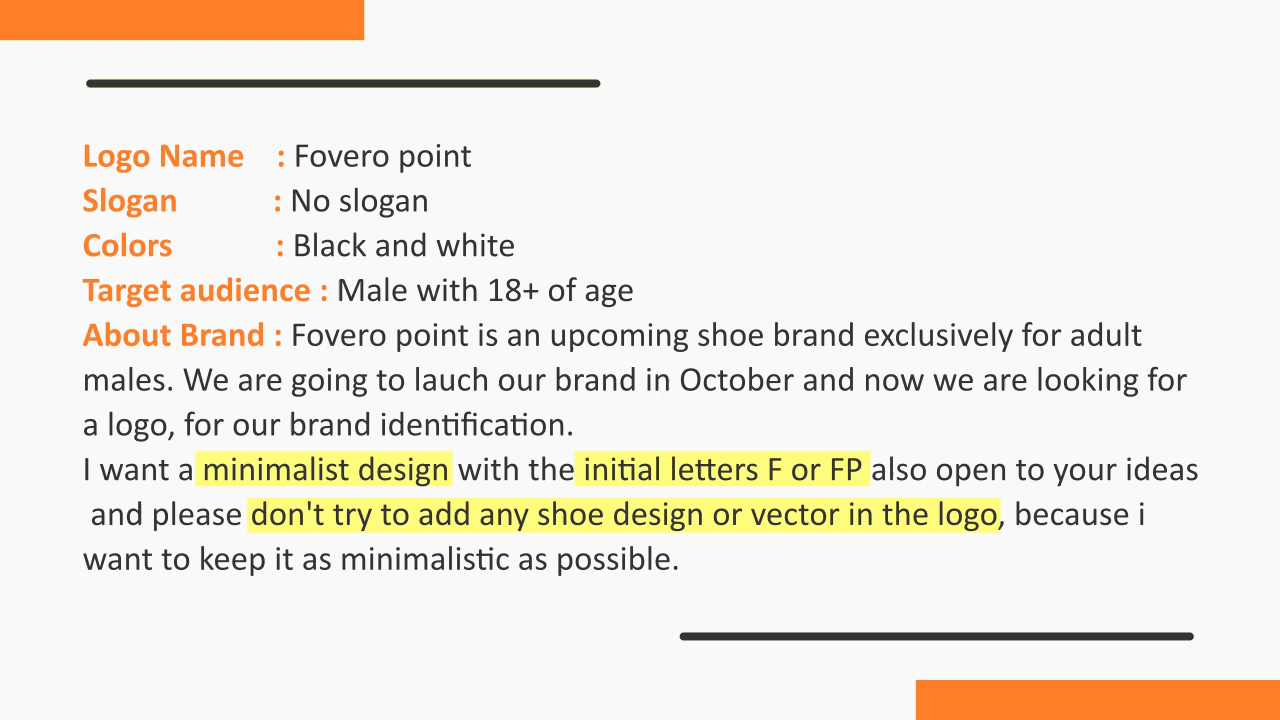 Logo Name : Fovero point
Slogan : No slogan
Colors : Black and white
Target audience : Male with 18+ of age
About Brand : Fovero point is an upcoming shoe brand exclusively for adult
males. We are going to lauch our brand in October and now we are looking for
a logo, for our brand identification.
I want a minimalist design with the initial letters F or FP also open to your ideas
and please don't try to add any shoe design or vector in the logo, because i
want to keep it as minimalistic as possible.